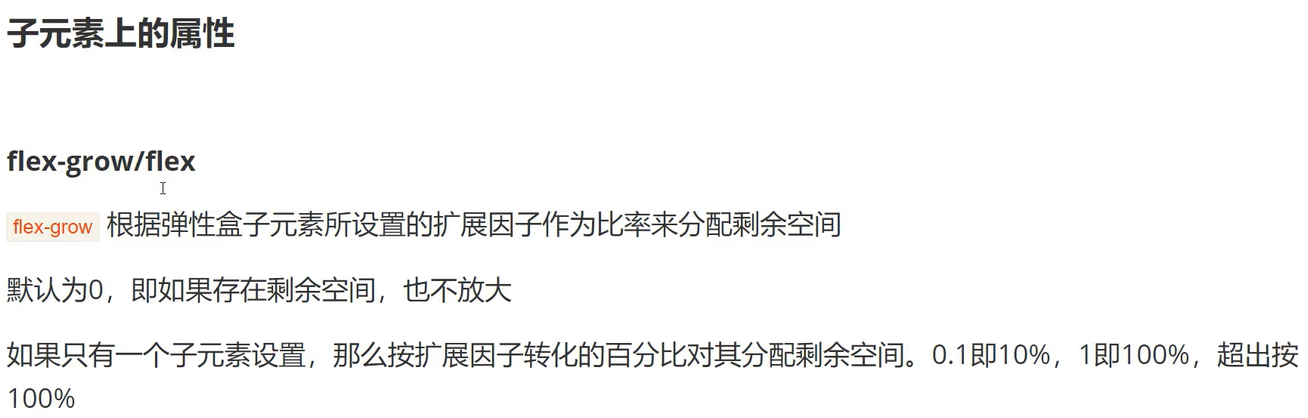 子元素上的属性
flex-grow/flex
flex-grow 根据弹性盒子元素所设置的扩展因子作为比率来分配剩余空间
默认为0，即如果存在剩余空间，也不放大
如果只有一个子元素设置，那么按扩展因子转化的百分比对其分配剩余空间。0.1即10%，1即100%，超出按
100%